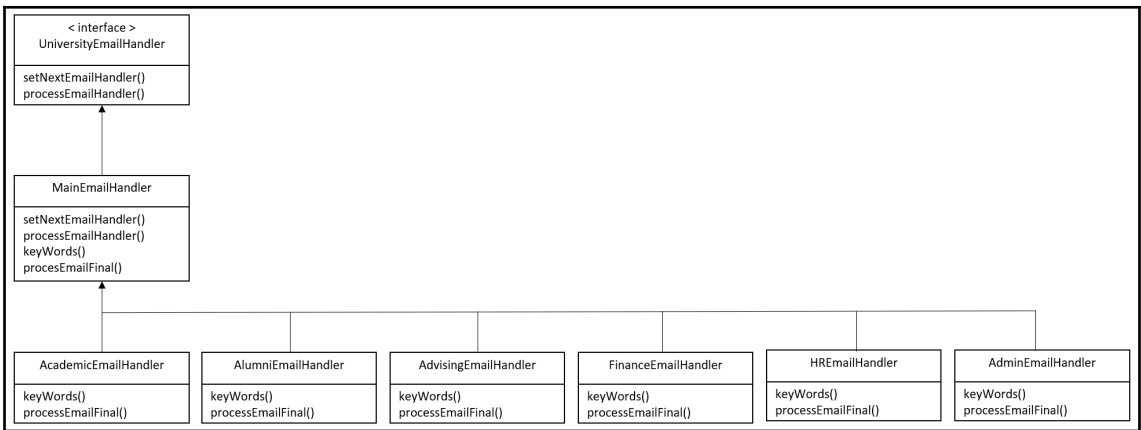 < interface >
UniversityEmailHandler
setNextEmailHandler()
processEmailHandler()
MainEmailHandler
setNextEmailHandler()
processEmailHandler()
keyWords()
procesEmailFinal()
AcademicEmailHandler
keyWords()
processEmailFinal()
AlumniEmailHandler
keyWords()
processEmailFinal()
AdvisingEmailHandler
keyWords()
processEmailFinal()
FinanceEmailHandler
keyWords()
processEmailFinal()
HREmailHandler
keyWords()
processEmailFinal()
AdminEmailHandler
keyWords()
processEmailFinal()